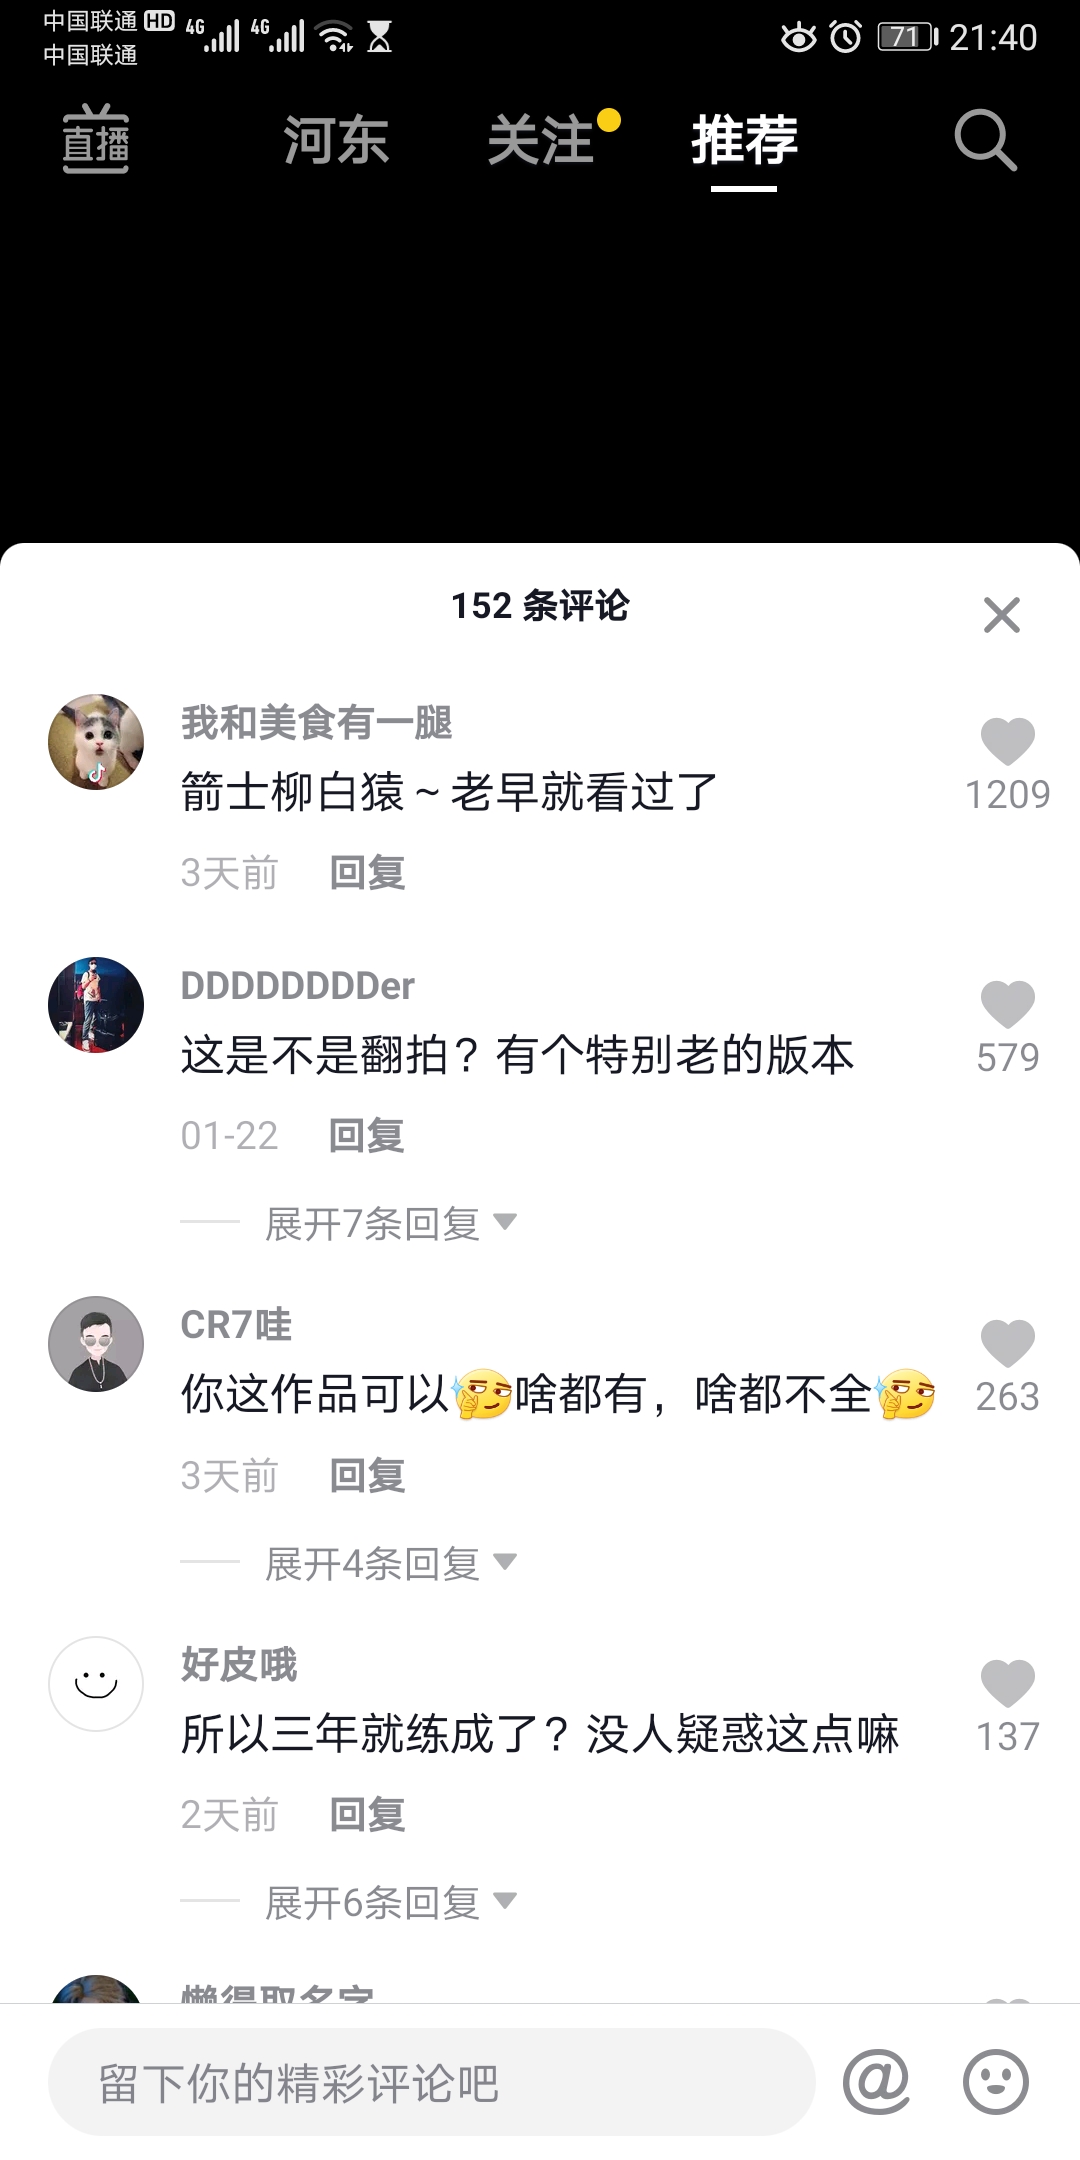 中国联通 HD 4G 4G 71 21:40
中国联通
直播 河东 关注 推荐
152 条评论
我和美食有一腿
箭士柳白猿～老早就看过了
1209
3天前 回复
DDDDDDDDer
这是不是翻拍？有个特别老的版本
579
01-22 回复
展开7条回复
CR7哇
你这作品可以啥都有，啥都不全
263
3天前 回复
展开4条回复
好皮哦
所以三年就练成了？没人疑惑这点嘛
137
2天前 回复
展开6条回复
懒得取名字
留下你的精彩评论吧 @